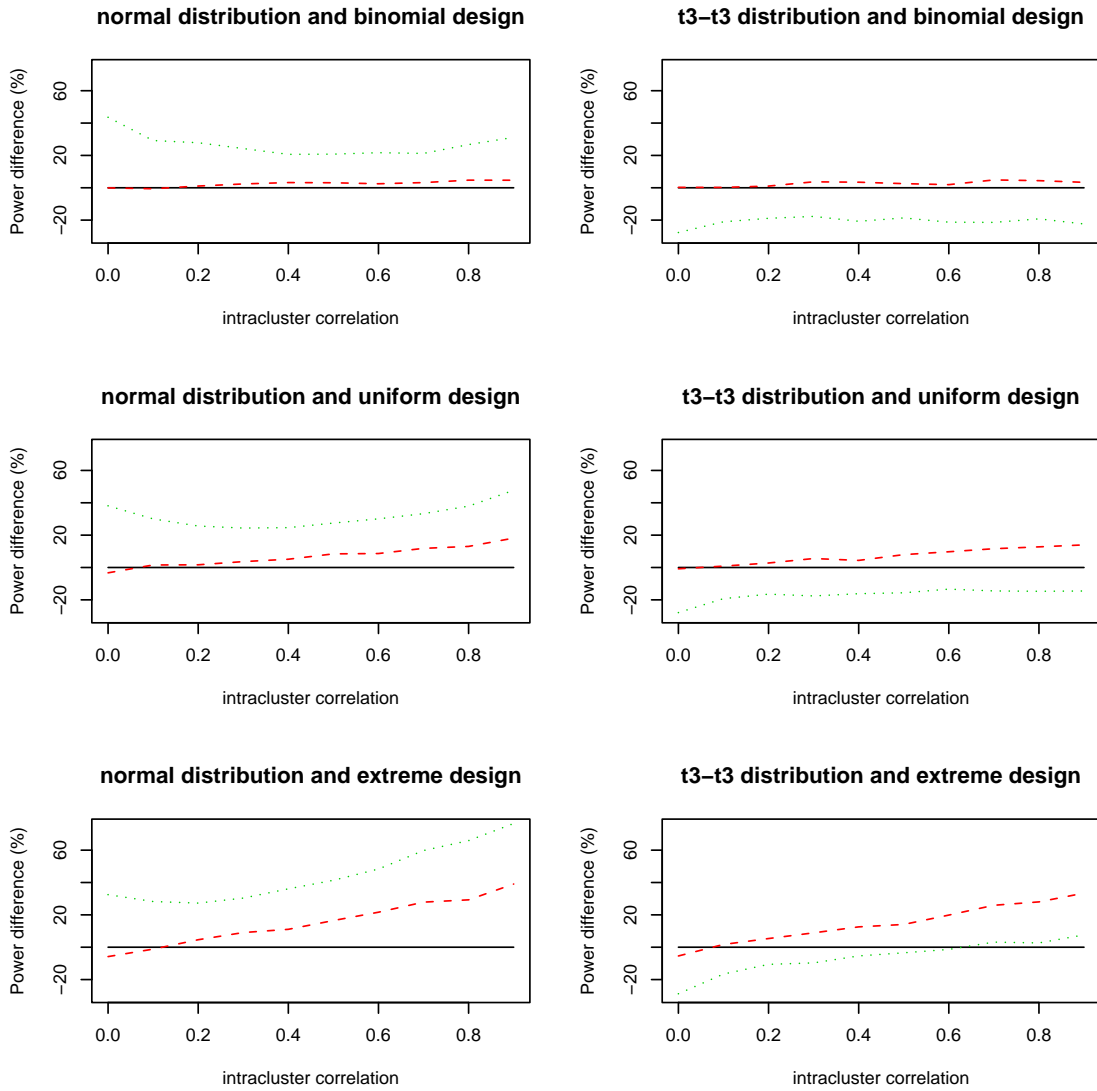 normal distribution and binomial design
Power difference (%)
60
20
−20
0.0 0.2 0.4 0.6 0.8
intracluster correlation
t3−t3 distribution and binomial design
Power difference (%)
60
20
−20
0.0 0.2 0.4 0.6 0.8
intracluster correlation
normal distribution and uniform design
Power difference (%)
60
20
−20
0.0 0.2 0.4 0.6 0.8
intracluster correlation
t3−t3 distribution and uniform design
Power difference (%)
60
20
−20
0.0 0.2 0.4 0.6 0.8
intracluster correlation
normal distribution and extreme design
Power difference (%)
60
20
−20
0.0 0.2 0.4 0.6 0.8
intracluster correlation
t3−t3 distribution and extreme design
Power difference (%)
60
20
−20
0.0 0.2 0.4 0.6 0.8
intracluster correlation